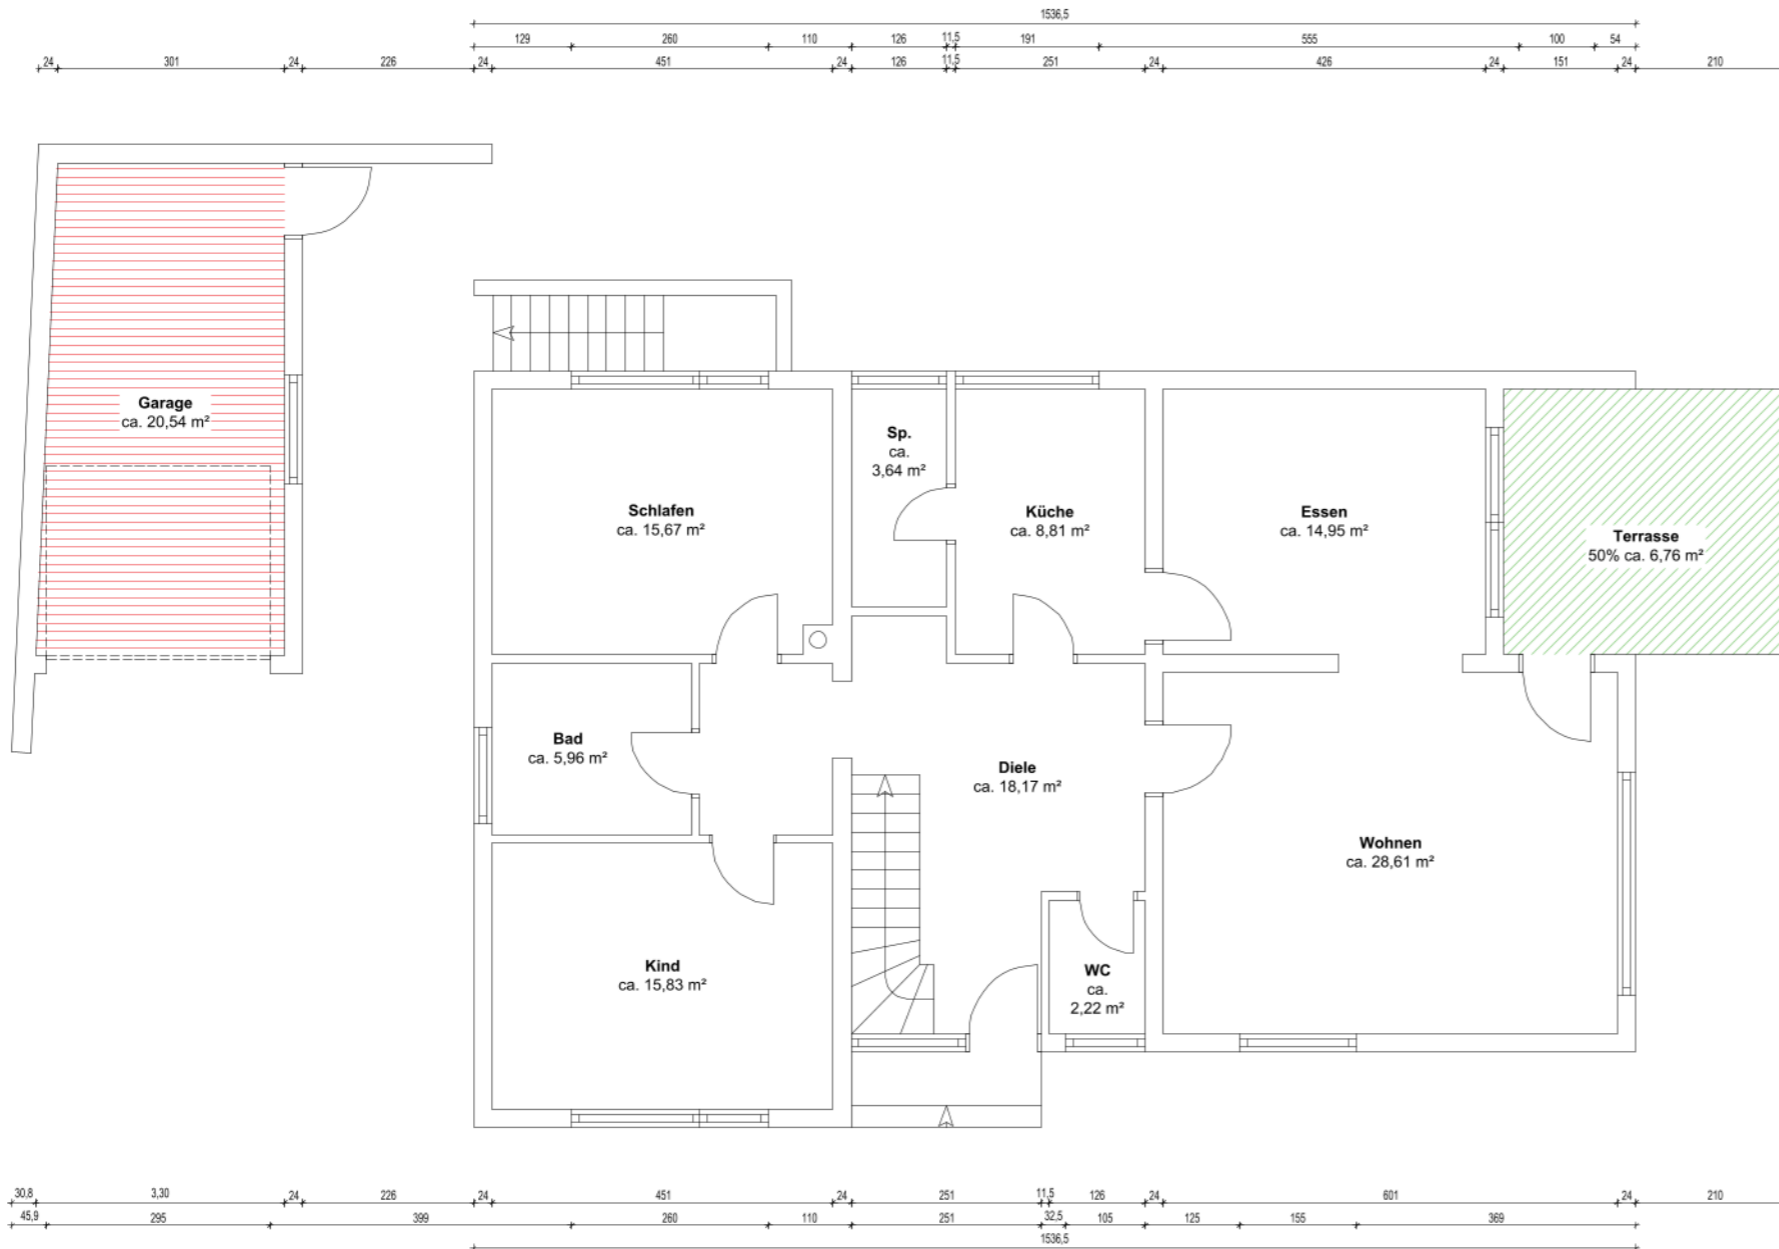 1536,5
129 260 110 126 11,5 191 555 100 54
24 301 24 226 24 451 24 126 11,5 251 24 426 24 151 24 210
Garage
ca. 20,54 m²
Schlafen
ca. 15,67 m²
Sp.
ca.
3,64 m²
Küche
ca. 8,81 m²
Essen
ca. 14,95 m²
Terrasse
50% ca. 6,76 m²
Bad
ca. 5,96 m²
Diele
ca. 18,17 m²
Wohnen
ca. 28,61 m²
Kind
ca. 15,83 m²
WC
ca.
2,22 m²
30,8 3,30 24 226 24 451 24 251 11,5 126 24 601 24 210
45,9 295 399 260 110 251 32,5 105 125 155 369
1536,5